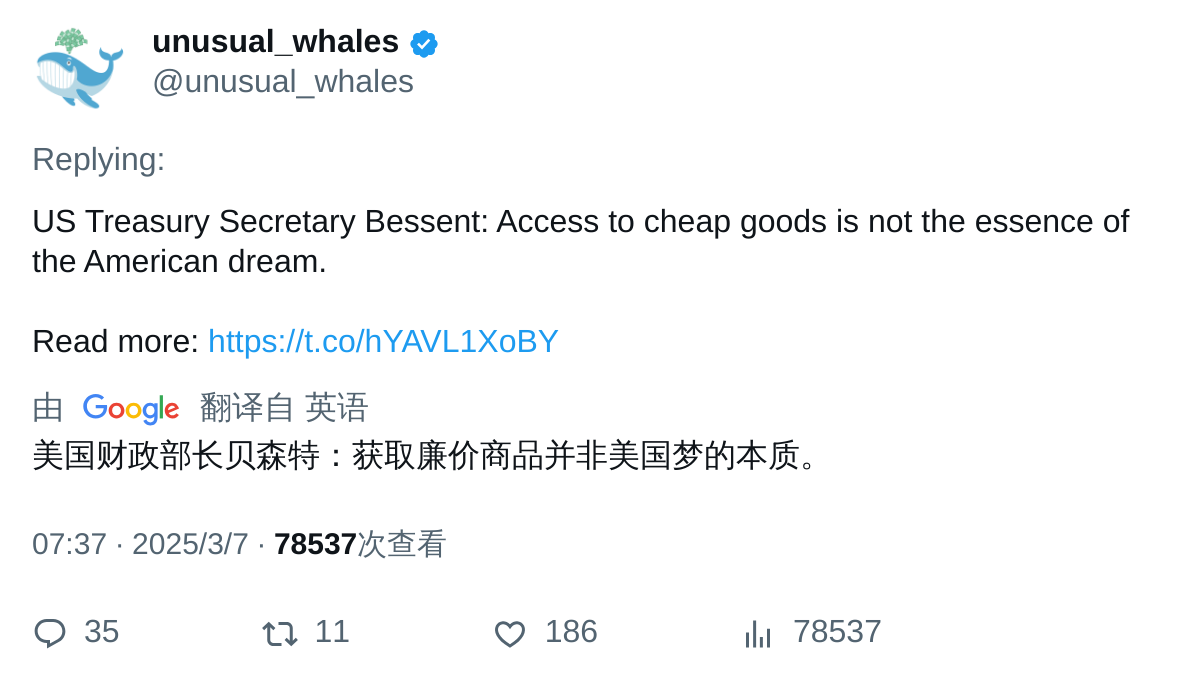 unusual_whales
@unusual_whales
Replying:
US Treasury Secretary Bessent: Access to cheap goods is not the essence of
the American dream.
Read more: https://t.co/hYAVL1XoBY
由 Google 翻译自 英语
美国财政部长贝森特：获取廉价商品并非美国梦的本质。
07:37 · 2025/3/7 · 78537次查看
35 11 186 78537